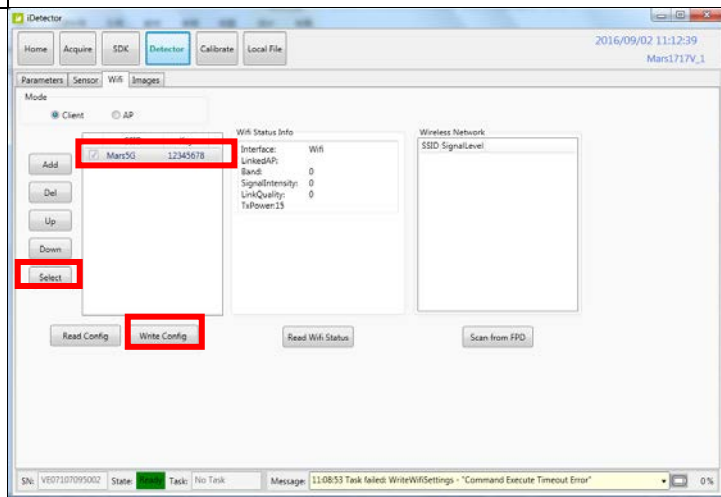 iDetector
Home Acquire SDK Detector Calibrate Local File
2016/09/02 11:12:39
Mars1717V_1
Parameters Sensor Wifi Images
Mode
Client AP
Add
Del
Up
Down
Select
Mars5G 12345678
Read Config Write Config
Wifi Status Info
Interface: Wifi
LinkedAP:
Band: 0
SignalIntensity: 0
LinkQuality: 0
TxPower:15
Read Wifi Status
Wireless Network
SSID SignalLevel
Scan from FPD
SN: VE07107095002 State: Ready Task: No Task Message: 11:08:53 Task failed: WriteWifiSettings - "Command Execute Timeout Error" 0%